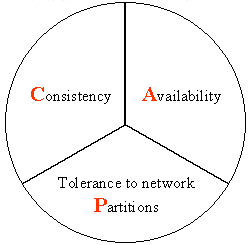 Consistency
Availability
Tolerance to network
Partitions